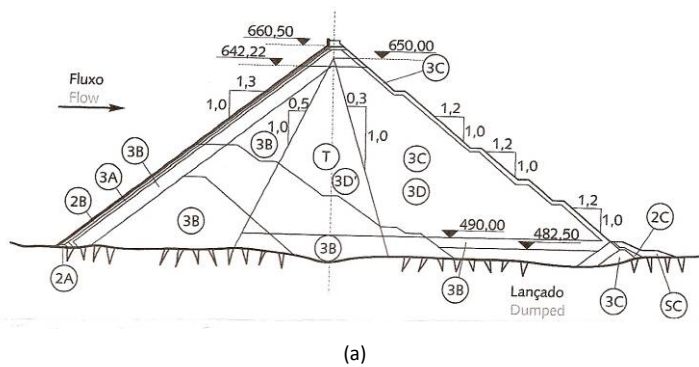 660,50
642,22
650,00
3C
Fluxo
Flow
1,3
1,0
0,5
1,0
0,3
1,0
1,2
1,0
3B
3B
3A
2B
T
3D'
3C
3D
1,2
1,0
1,2
1,0
3B
3B
490,00
482,50
2C
2A
3B
Lançado
Dumped
3C
SC
(a)